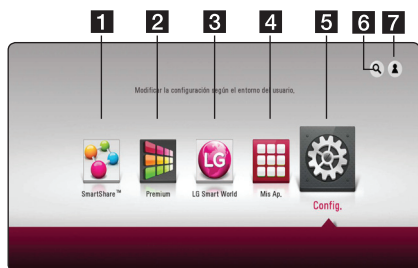 1 2 3 4 5 6 7
Modificar la configuración según el entorno del usuario.
LG
SmartShare™ Premium LG Smart World Mis Ap. Config.